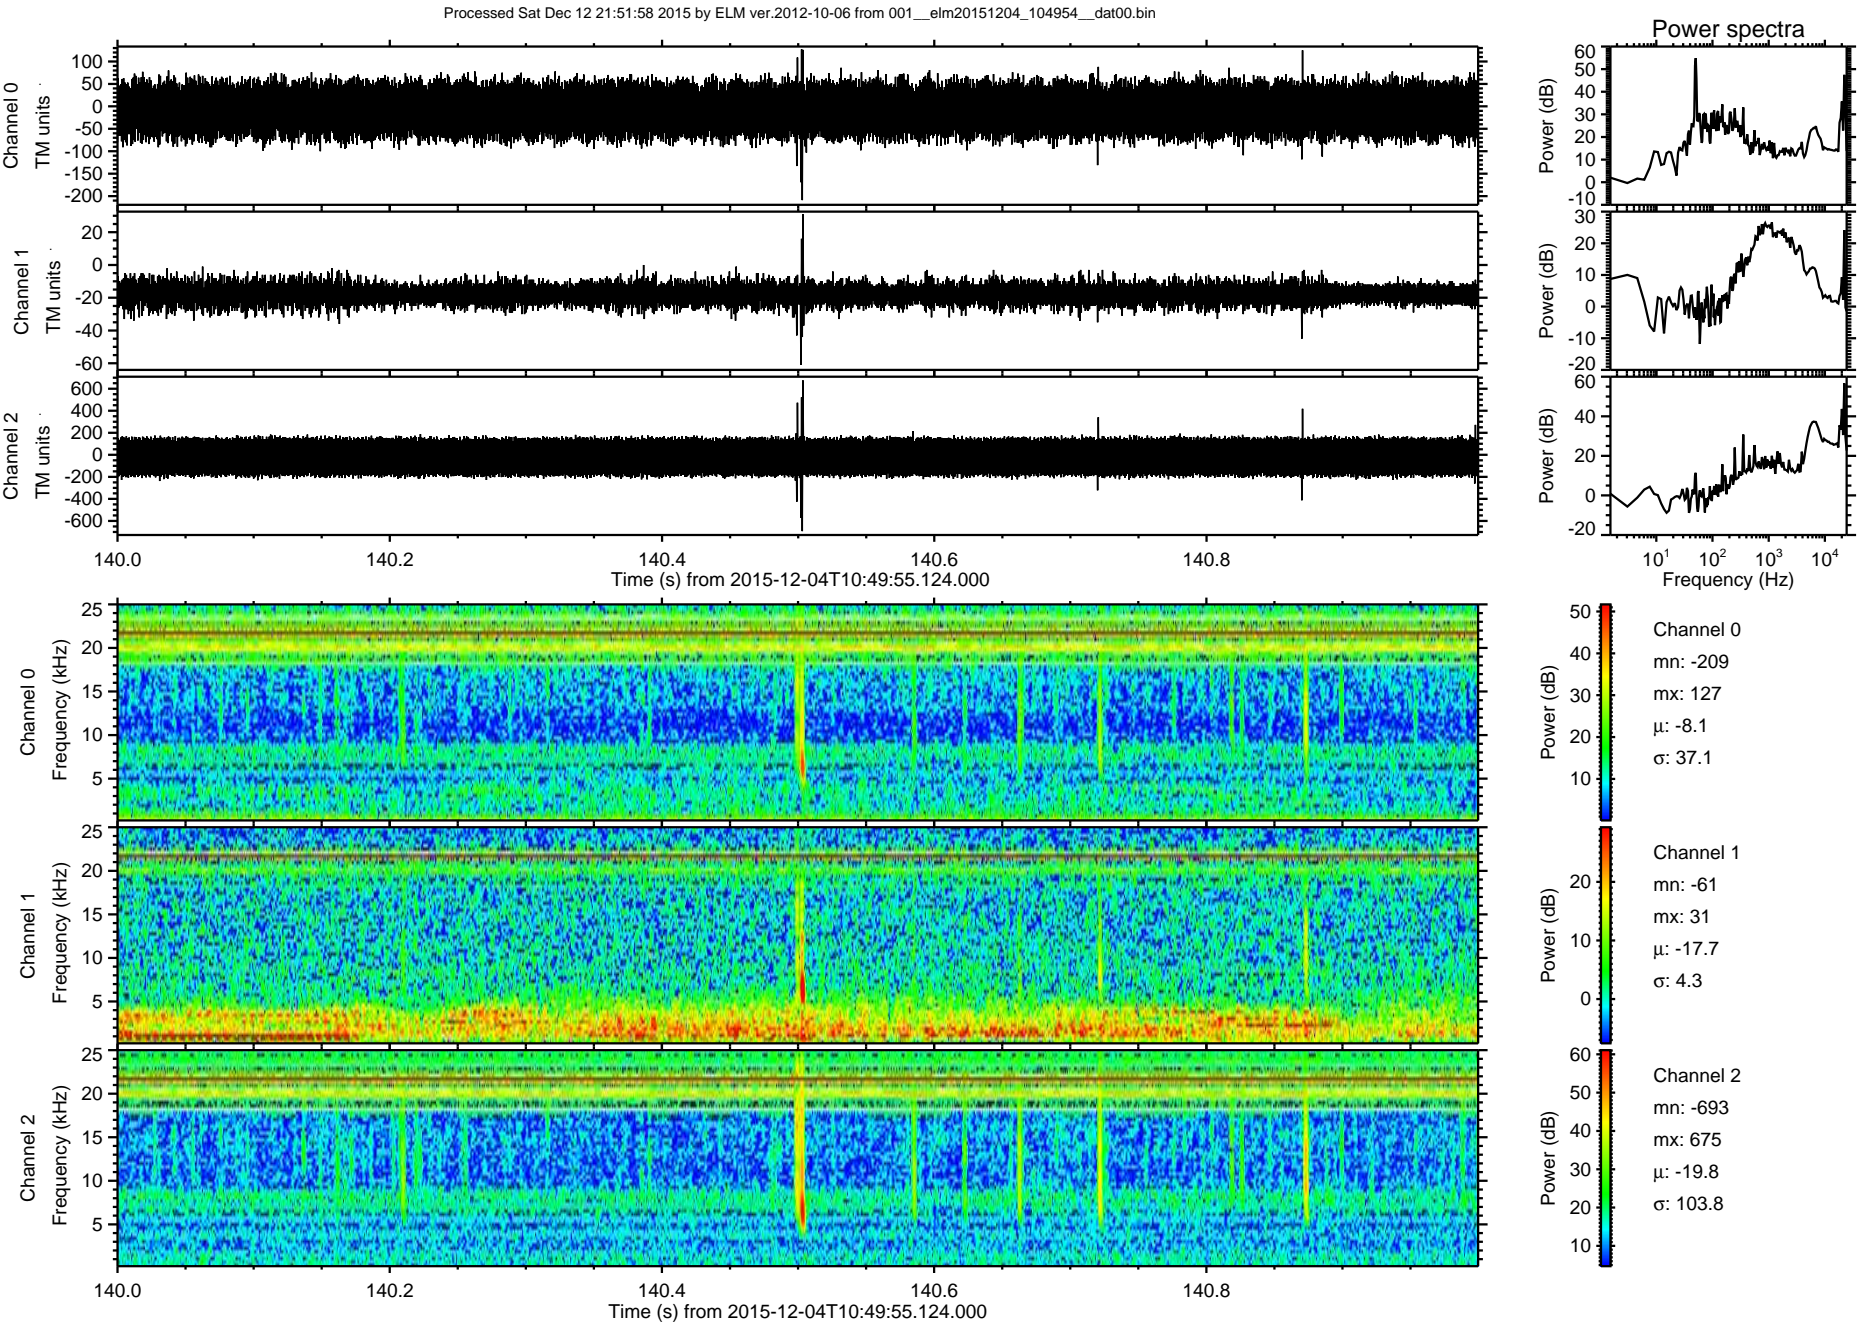 Processed Sat Dec 12 21:51:58 2015 by ELM ver.2012-10-06 from 001__elm20151204_104954__dat00.bin
Power spectra
Channel 0
TM units
100
50
0
-50
-100
-150
-200
Power (dB)
60
50
40
30
20
10
0
-10
Channel 1
TM units
20
0
-20
-40
-60
Power (dB)
30
20
10
0
-10
-20
Channel 2
TM units
600
400
200
0
-200
-400
-600
Power (dB)
60
40
20
0
-20
140.0 140.2 140.4 140.6 140.8
Time (s) from 2015-12-04T10:49:55.124.000
10¹ 10² 10³ 10⁴
Frequency (Hz)
Channel 0
Frequency (kHz)
25
20
15
10
5
Power (dB)
50
40
30
20
10
Channel 0
mn: -209
mx: 127
μ: -8.1
σ: 37.1
Channel 1
Frequency (kHz)
25
20
15
10
5
Power (dB)
20
10
0
Channel 1
mn: -61
mx: 31
μ: -17.7
σ: 4.3
Channel 2
Frequency (kHz)
25
20
15
10
5
Power (dB)
60
50
40
30
20
10
Channel 2
mn: -693
mx: 675
μ: -19.8
σ: 103.8
140.0 140.2 140.4 140.6 140.8
Time (s) from 2015-12-04T10:49:55.124.000